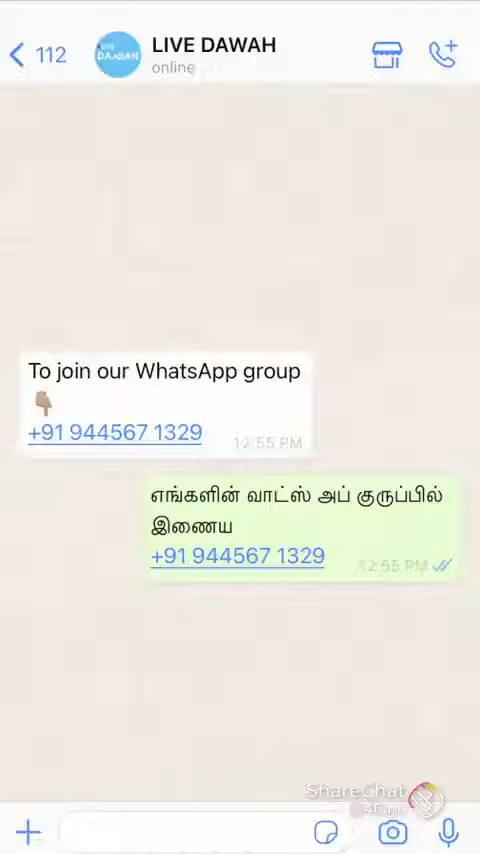 112
LIVE DAWAH
online
To join our WhatsApp group
👇🏽
+91 944567 1329
12:55 PM
எங்களின் வாட்ஸ் அப் குருப்பில்
இணைய
+91 944567 1329
12:55 PM
ShareChat